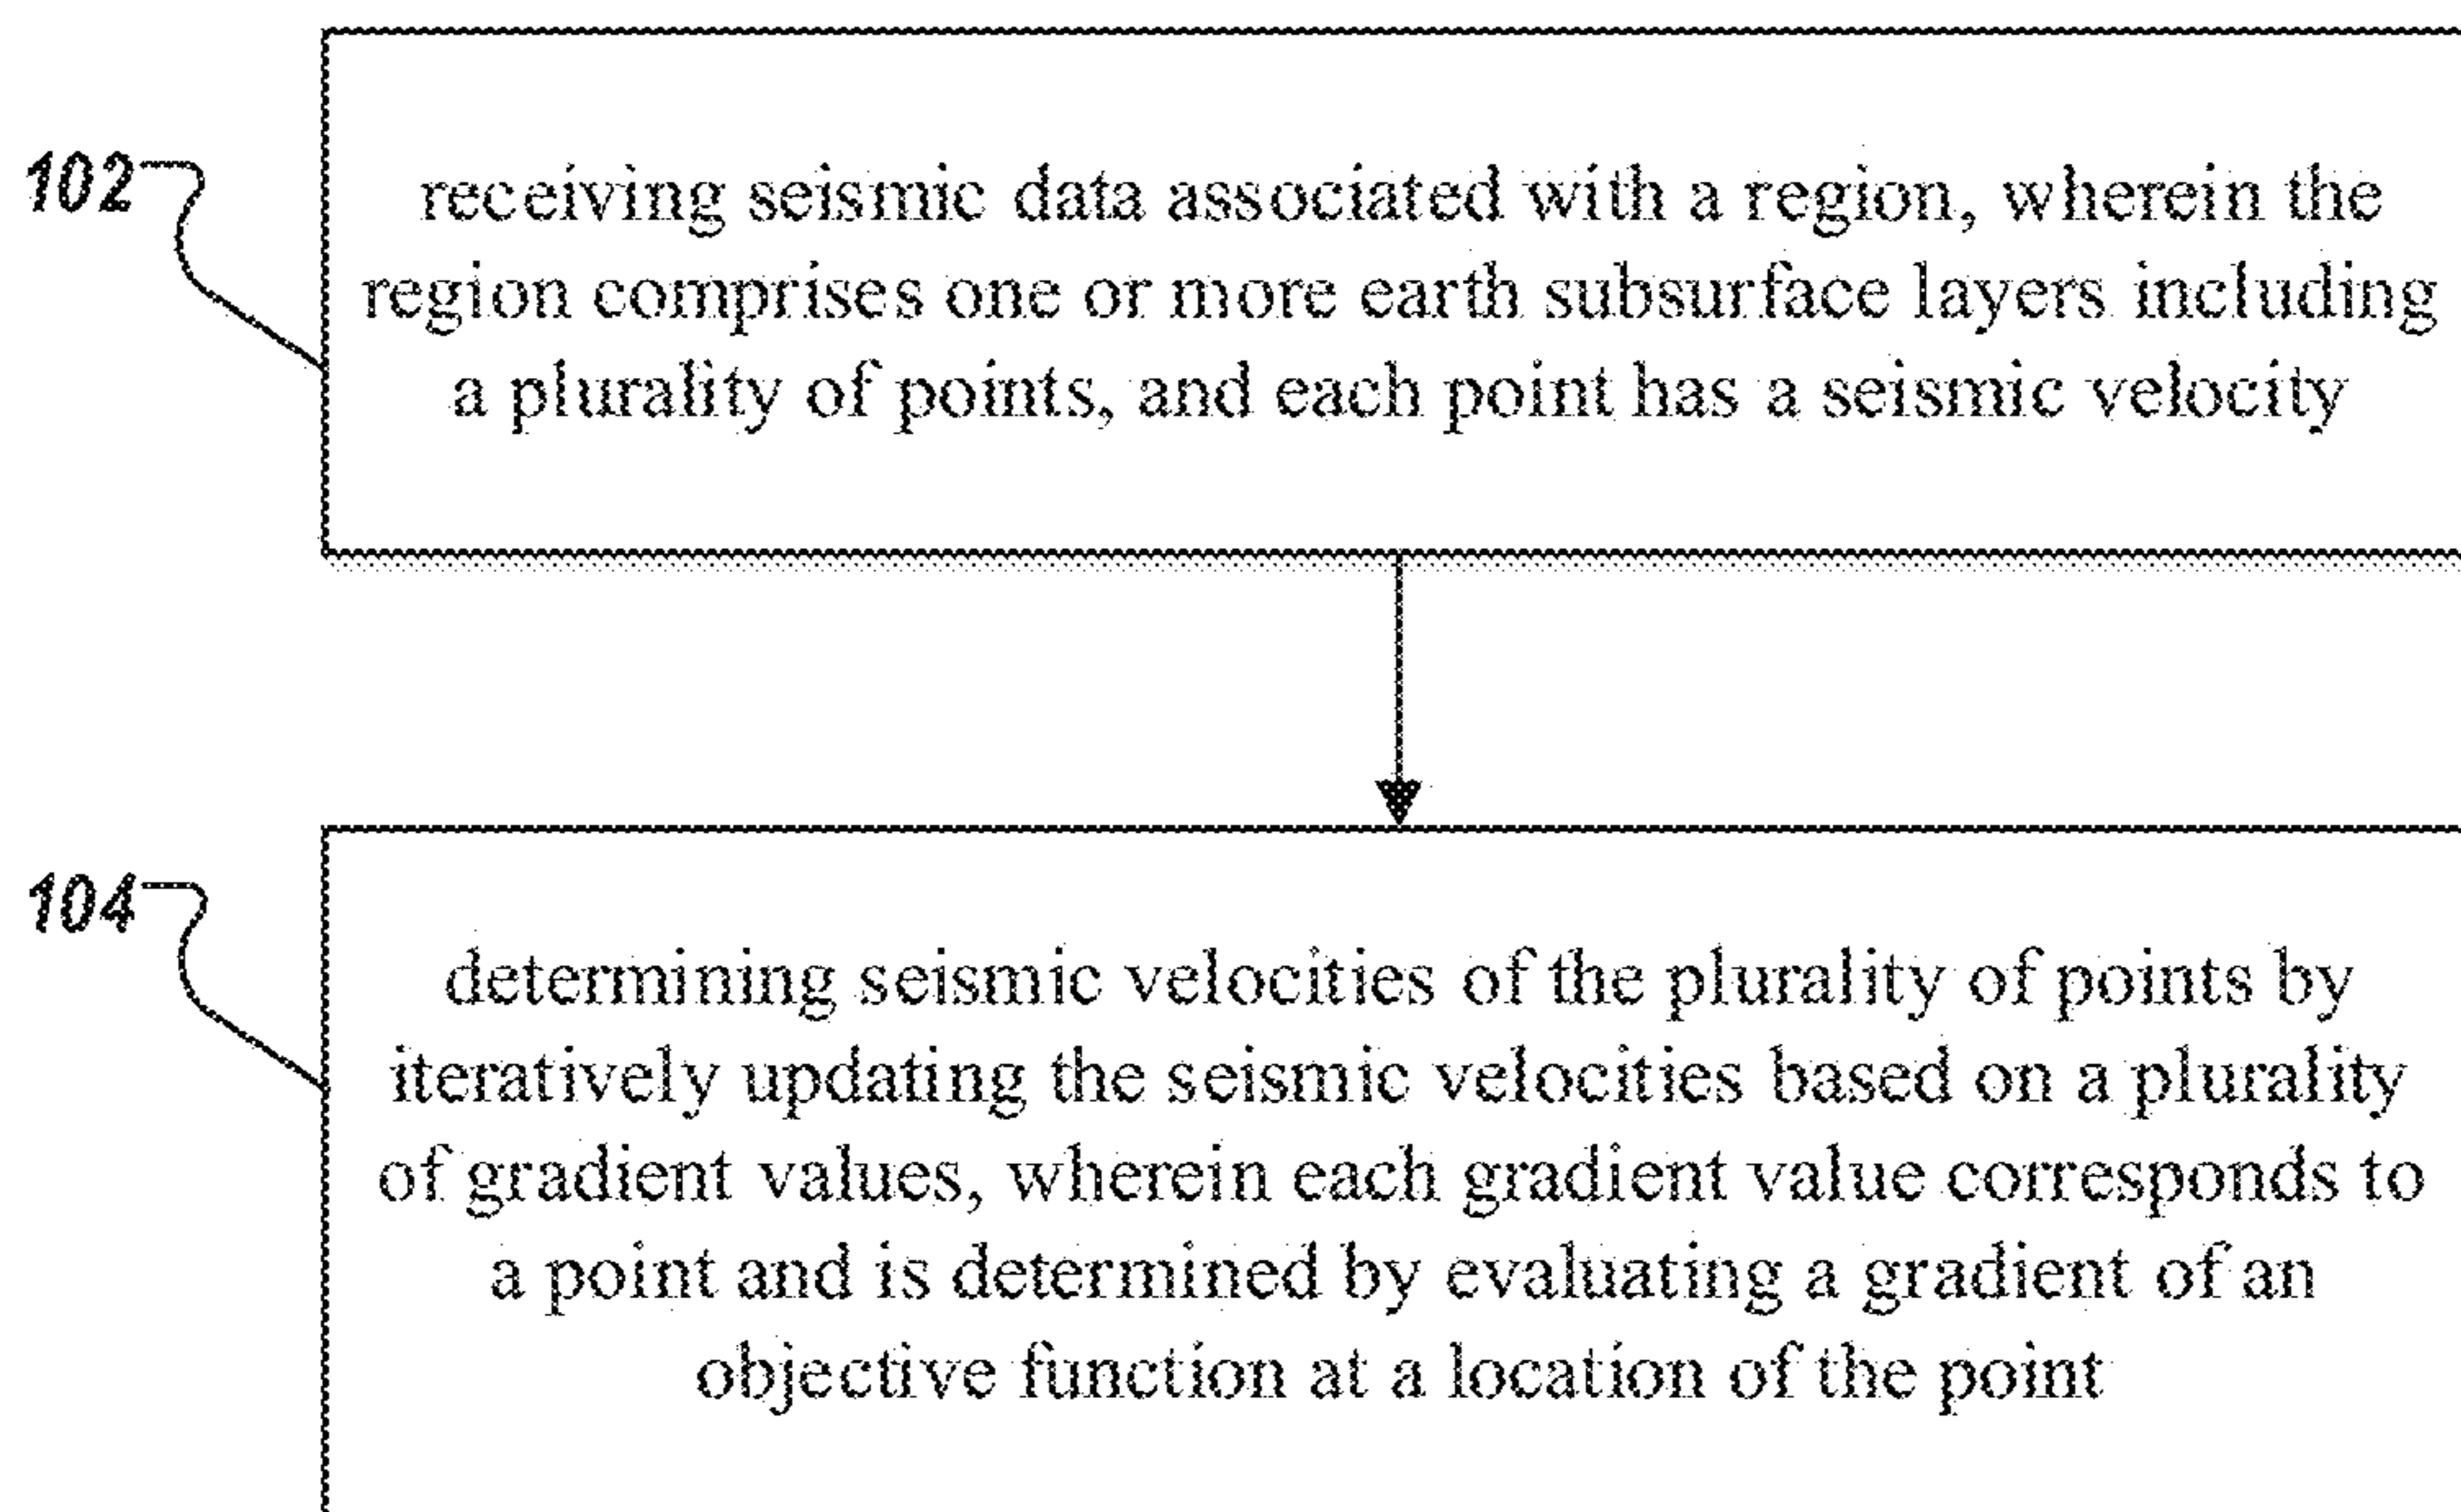 102
receiving seismic data associated with a region, wherein the
region comprises one or more earth subsurface layers including
a plurality of points, and each point has a seismic velocity
104
determining seismic velocities of the plurality of points by
iteratively updating the seismic velocities based on a plurality
of gradient values, wherein each gradient value corresponds to
a point and is determined by evaluating a gradient of an
objective function at a location of the point